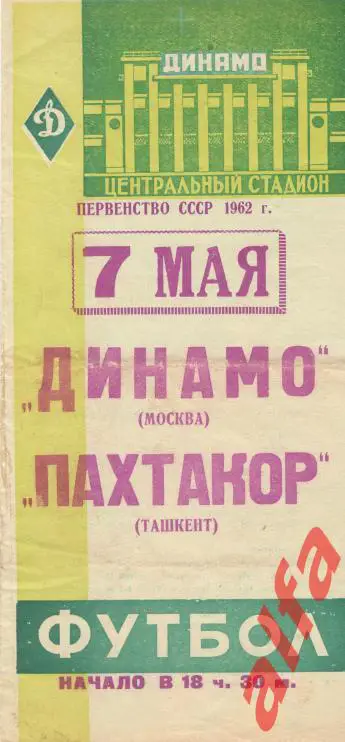 ДИНАМО
Д
ЦЕНТРАЛЬНЫЙ СТАДИОН
ПЕРВЕНСТВО СССР 1962 г.
7 МАЯ
„ДИНАМО“
(МОСКВА)
„ПАХТАКОР“
(ТАШКЕНТ)
ФУТБОЛ
НАЧАЛО В 18 ч. 30 м.
alfa